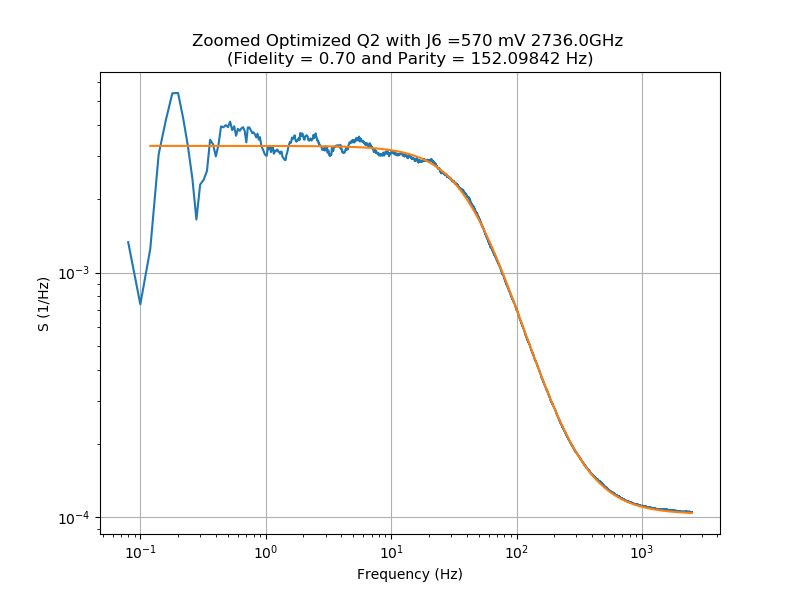 Zoomed Optimized Q2 with J6 =570 mV 2736.0GHz
(Fidelity = 0.70 and Parity = 152.09842 Hz)
S (1/Hz)
10⁻³
10⁻⁴
10⁻¹ 10⁰ 10¹ 10² 10³
Frequency (Hz)